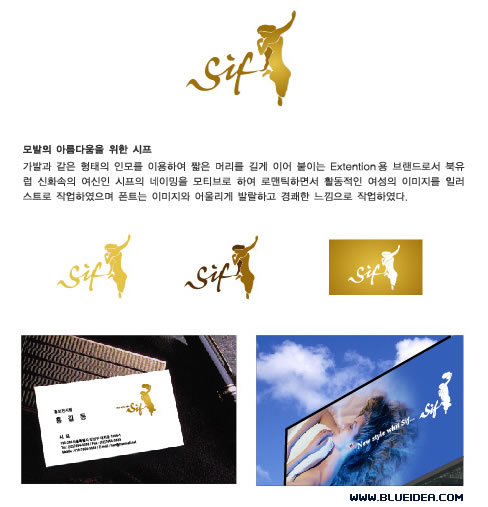 Sif
모발의 아름다움을 위한 시프
가발과 같은 형태의 인모를 이용하여 짧은 머리를 길게 이어 붙이는 Extention용 브랜드로서 북유
럽 신화속의 여신인 시프의 네이밍을 모티브로 하여 로맨틱하면서 활동적인 여성의 이미지를 일러
스트로 작업하였으며 폰트는 이미지와 어울리게 발랄하고 경쾌한 느낌으로 작업하였다.
Sif
Sif
Sif
Sif
홍 길 동
시 프
Sif
New style whit Sif...
WWW.BLUEIDEA.COM